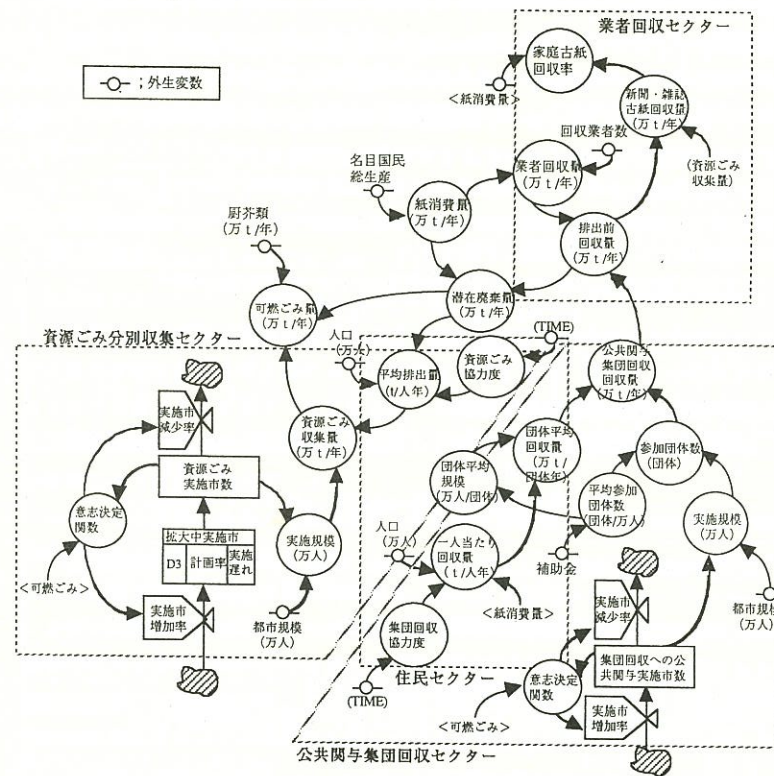 業者回収セクター
；外生変数
家庭古紙
回収率
＜紙消費量＞
新聞・雑誌
古紙回収量
(万ｔ/年)
回収業者数
(資源ごみ
収集量)
業者回収量
(万ｔ/年)
名目国民
総生産
紙消費量
(万ｔ/年)
排出前
回収量
(万ｔ/年)
厨芥類
(万ｔ/年)
可燃ごみ量
(万ｔ/年)
潜在廃棄量
(万ｔ/年)
資源ごみ分別収集セクター
人口
(万人)
平均排出量
(t/人年)
資源ごみ
協力度
(TIME)
公共関与
集団回収
回収量
(万ｔ/年)
実施市
減少率
資源ごみ
収集量
(万ｔ/年)
団体平均
回収量
(万ｔ/
団体年)
参加団体数
(団体)
資源ごみ
実施市数
団体平均
規模
(万人/団体)
平均参加
団体数
(団体/万人)
意志決定
関数
拡大中実施市
D3
計画率
実施
遅れ
実施規模
(万人)
人口
(万人)
一人当たり
回収量
(ｔ/人年)
実施規模
(万人)
補助金
＜可燃ごみ＞
実施市
増加率
都市規模
(万人)
集団回収
協力度
＜紙消費量＞
実施市
減少率
都市規模
(万人)
(TIME)
住民セクター
意志決定
関数
集団回収への公
共関与実施市数
＜可燃ごみ＞
実施市
増加率
公共関与集団回収セクター